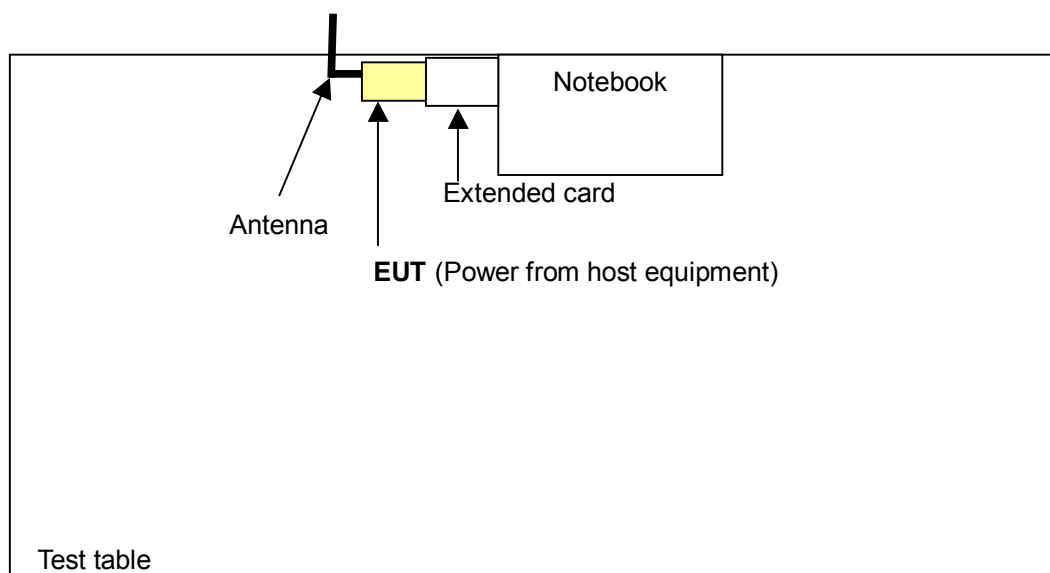 Notebook
Extended card
Antenna
EUT (Power from host equipment)
Test table